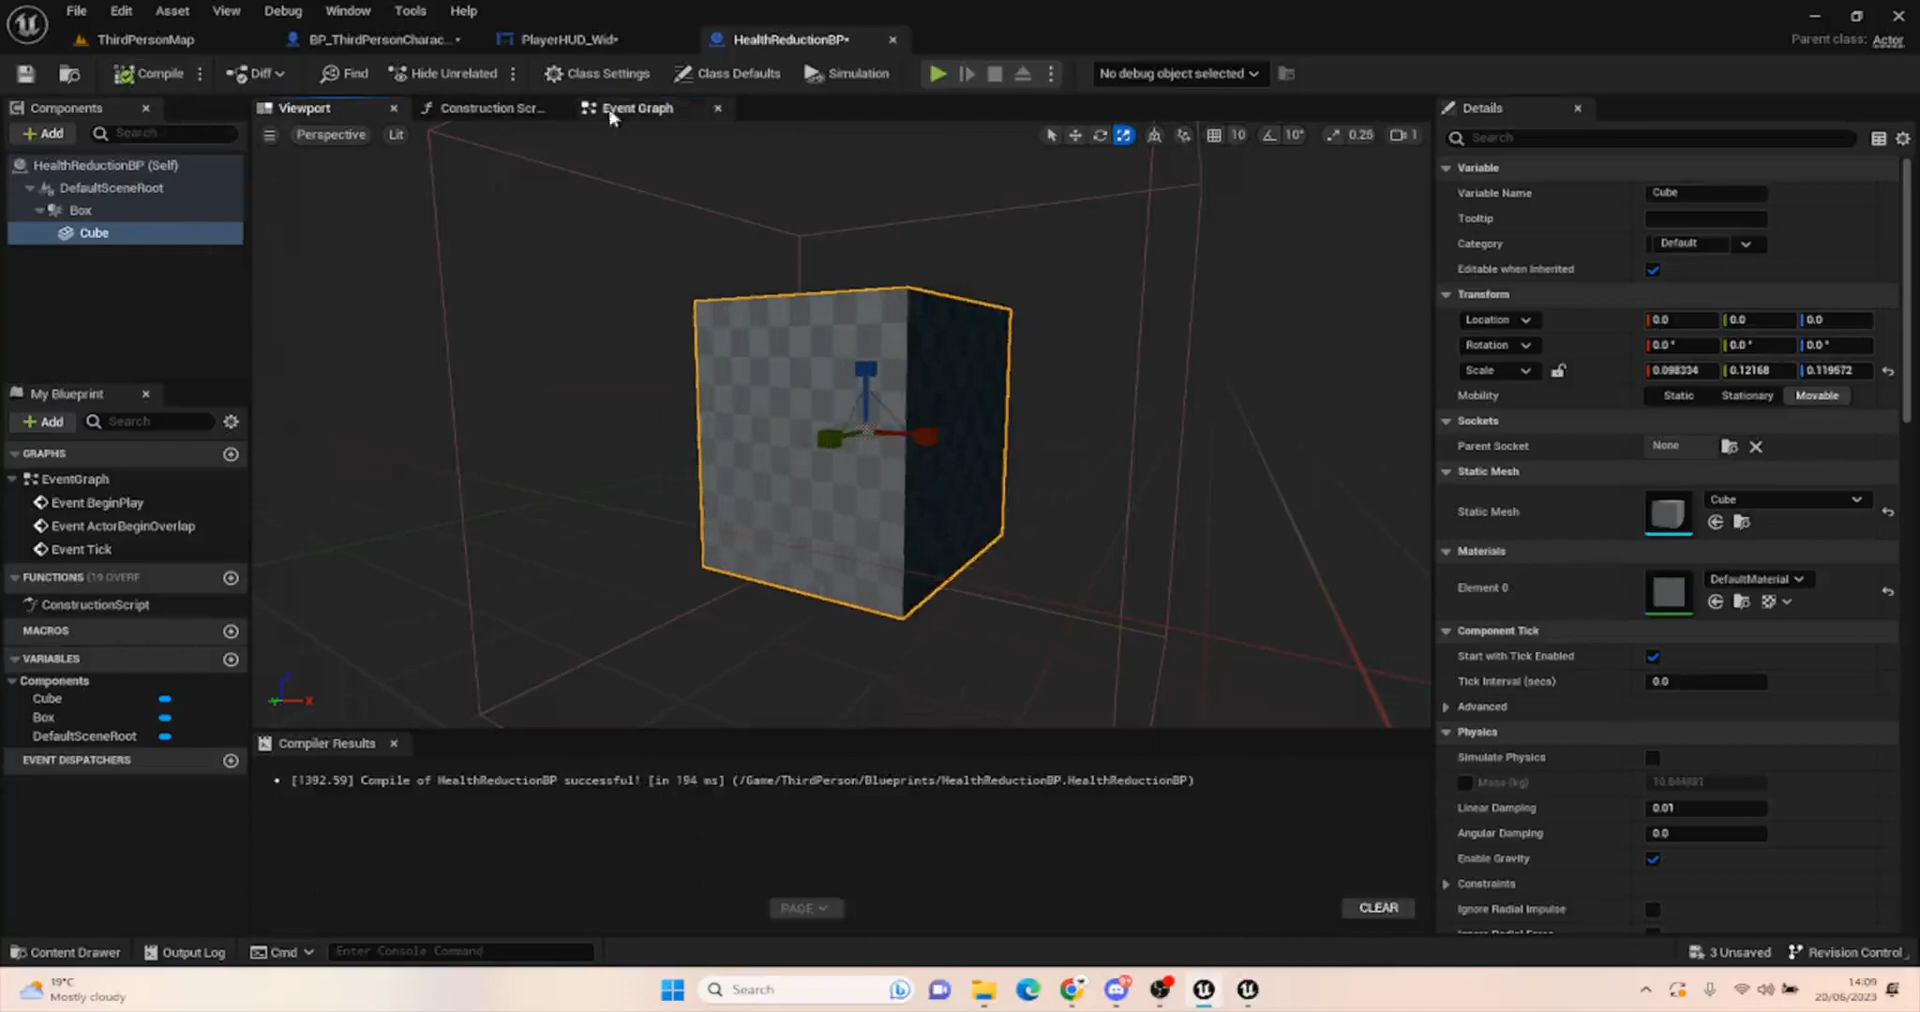 File Edit Asset View Debug Window Tools Help
ThirdPersonMap
BP_ThirdPersonCharac...•
PlayerHUD_Wid•
HealthReductionBP•
Parent class: Actor
Compile
Diff
Find
Hide Unrelated
Class Settings
Class Defaults
Simulation
No debug object selected
Components
Viewport
Construction Scr...
Event Graph
Details
Add
Search
Perspective
Lit
10
10°
0.25
1
Search
HealthReductionBP (Self)
DefaultSceneRoot
Box
Cube
Variable
Variable Name
Cube
Tooltip
Category
Default
Editable when Inherited
Transform
Location
0.0
0.0
0.0
Rotation
0.0 °
0.0 °
0.0 °
Scale
0.098334
0.12168
0.119572
Mobility
Static
Stationary
Movable
Sockets
Parent Socket
None
Static Mesh
Static Mesh
Cube
Materials
Element 0
DefaultMaterial
Component Tick
Start with Tick Enabled
Tick Interval (secs)
0.0
Advanced
Physics
Simulate Physics
Mass (kg)
Linear Damping
0.01
Angular Damping
0.0
Enable Gravity
Constraints
Ignore Radial Impulse
My Blueprint
Add
Search
GRAPHS
EventGraph
Event BeginPlay
Event ActorBeginOverlap
Event Tick
FUNCTIONS (19 OVERF
ConstructionScript
MACROS
VARIABLES
Components
Cube
Box
DefaultSceneRoot
EVENT DISPATCHERS
X
Compiler Results
[1392.59] Compile of HealthReductionBP successful! [in 194 ms] (/Game/ThirdPerson/Blueprints/HealthReductionBP.HealthReductionBP)
PAGE
CLEAR
Content Drawer
Output Log
Cmd
Enter Console Command
3 Unsaved
Revision Control
19°C
Mostly cloudy
Search
14:09
20/06/2023